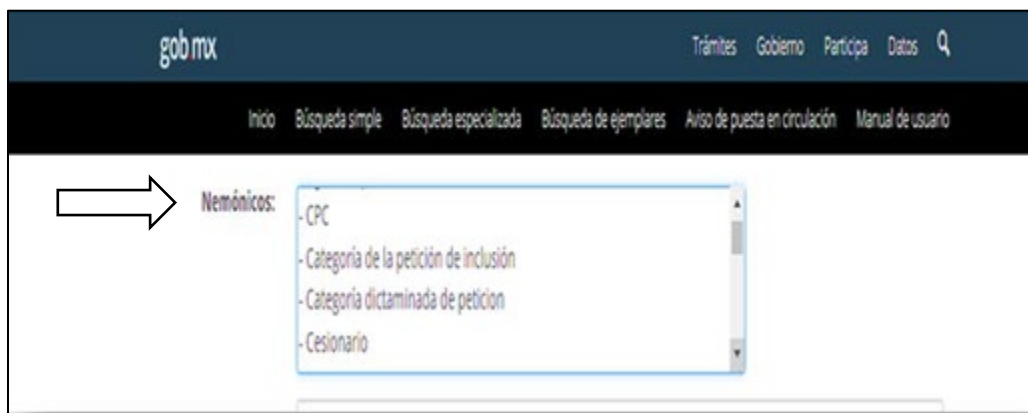 gob.mx
Trámites Gobierno Participa Datos
Inicio Búsqueda simple Búsqueda especializada Búsqueda de ejemplares Aviso de puesta en circulación Manual de usuario
Nemónicos:
- CPC
- Categoría de la petición de inclusión
- Categoría dictaminada de peticion
- Cesionario